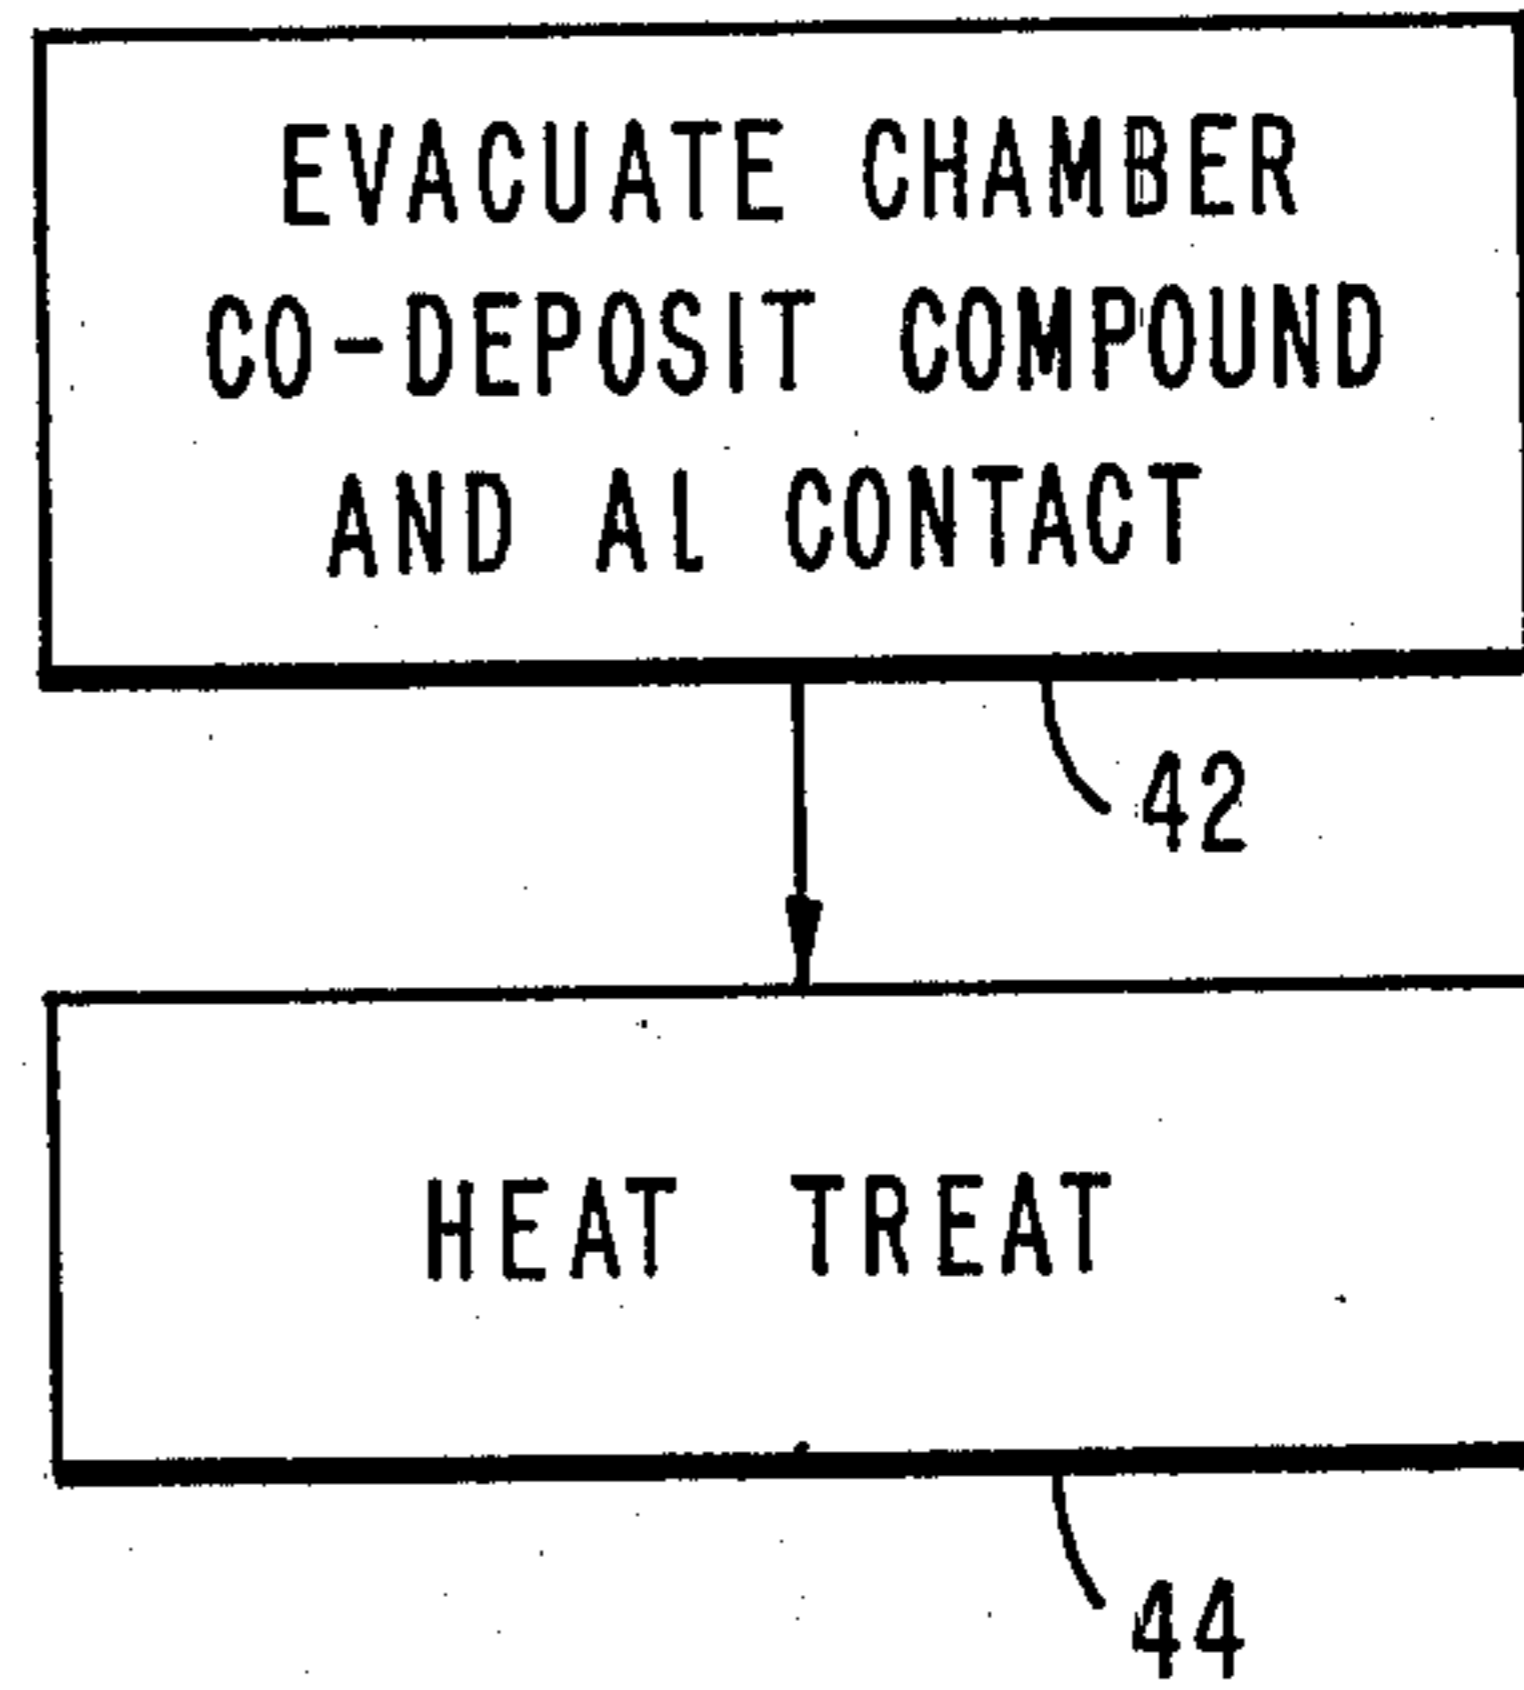 EVACUATE CHAMBER
CO-DEPOSIT COMPOUND
AND AL CONTACT
42
HEAT TREAT
44